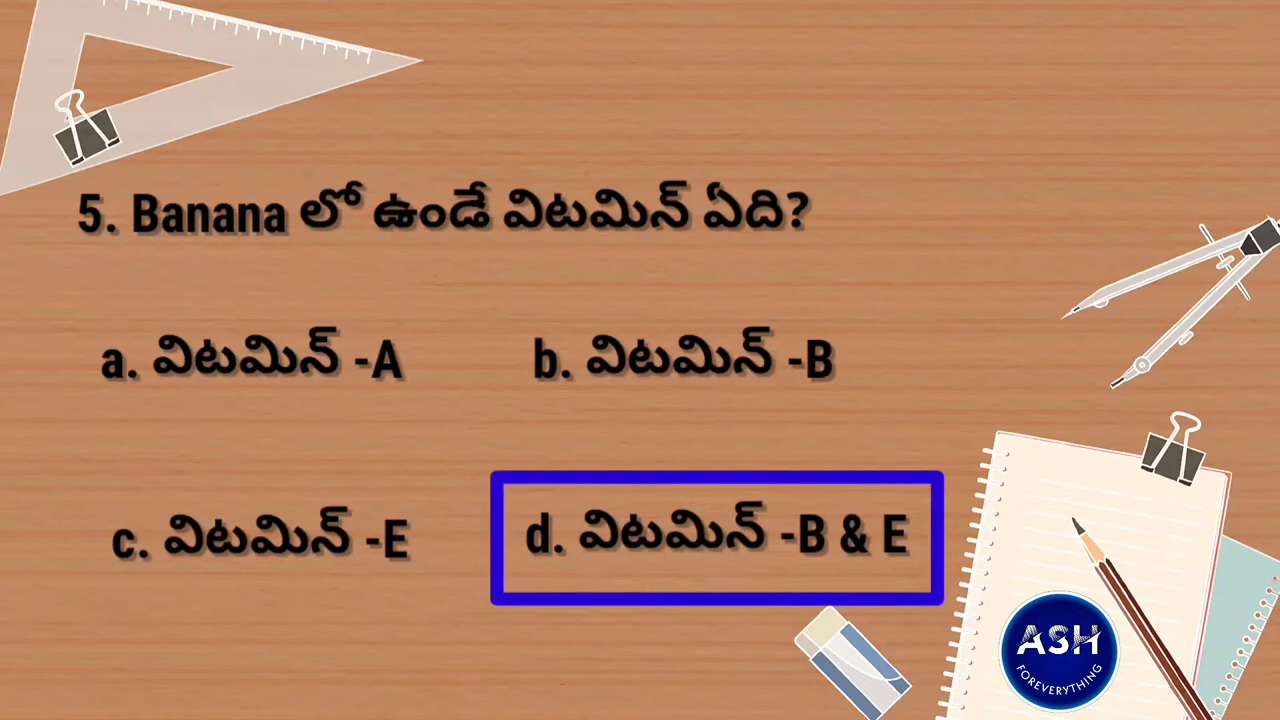 5. Banana లో ఉండే విటమిన్ ఏది?
a. విటమిన్ -A
b. విటమిన్ -B
c. విటమిన్ -E
d. విటమిన్ -B & E
ASH
FOREVERYTHING